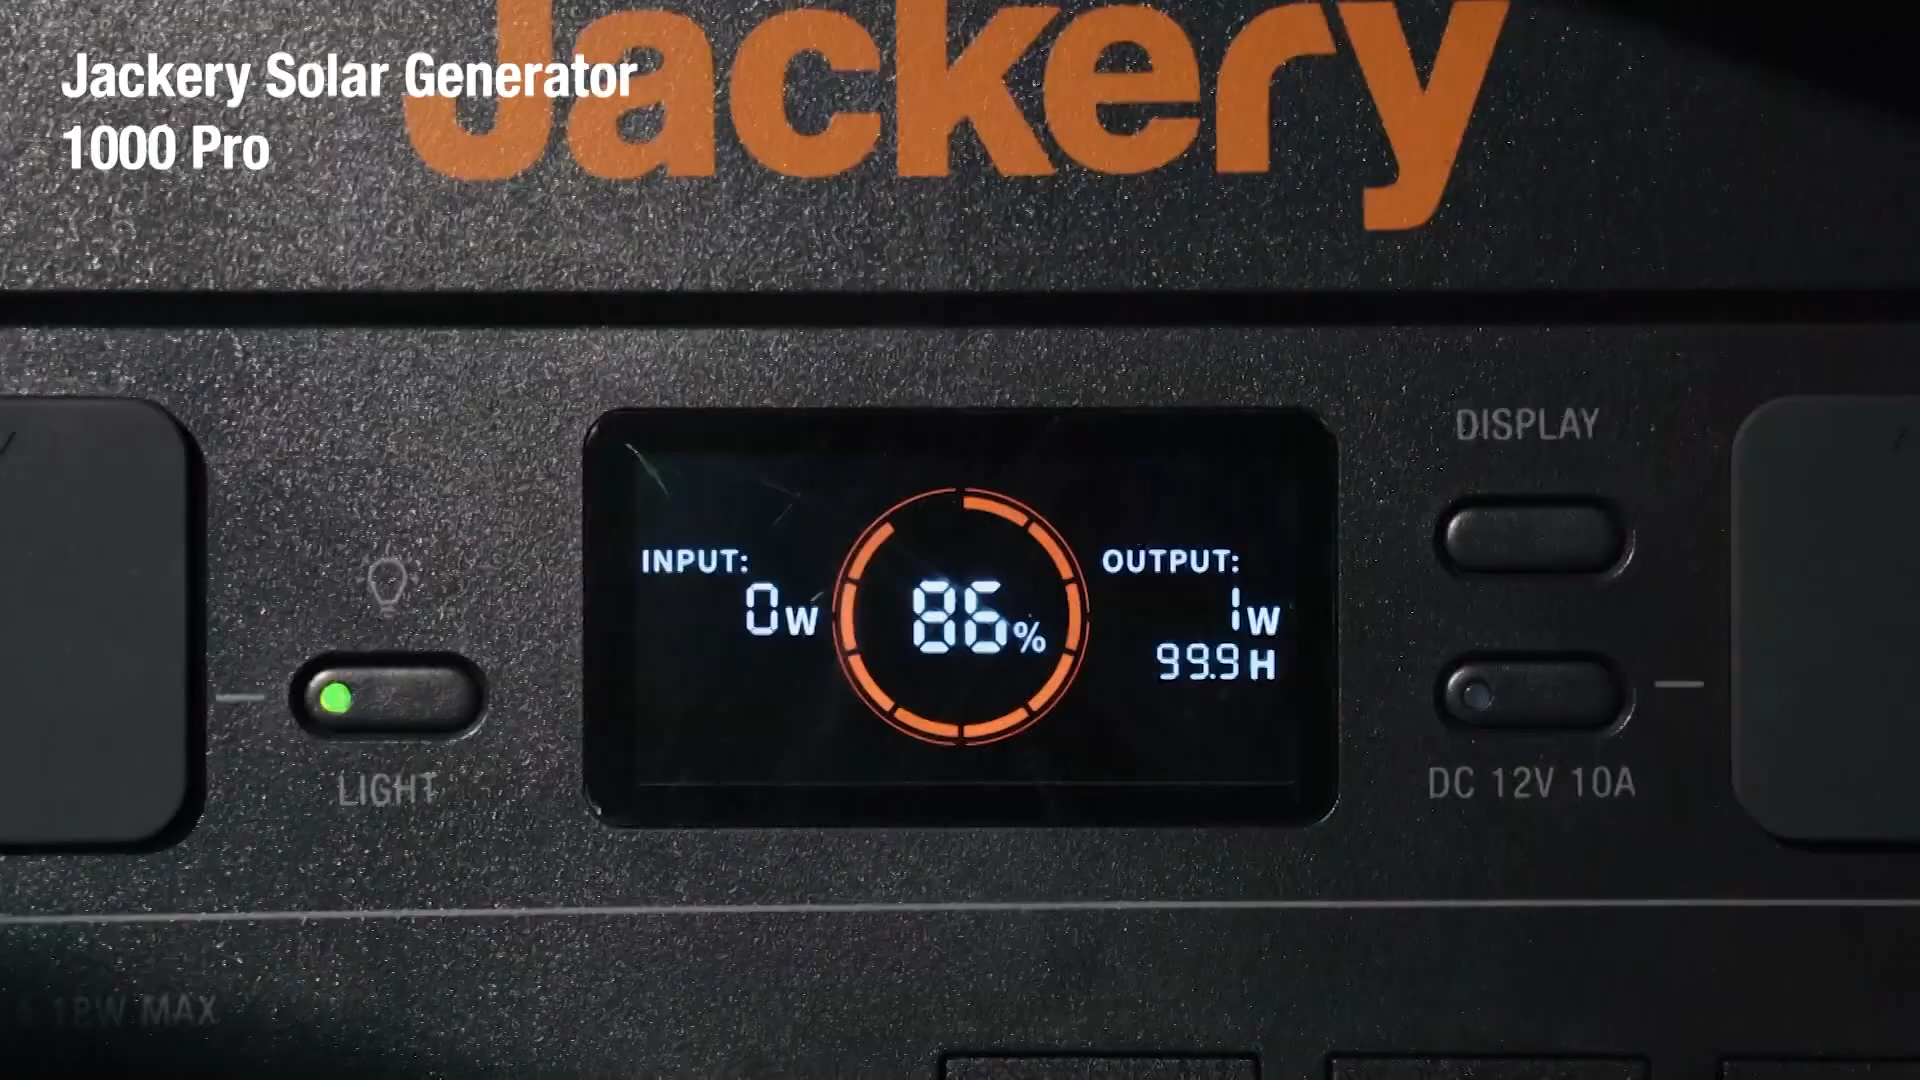 Jackery
Jackery Solar Generator
1000 Pro
DISPLAY
INPUT:
0W
86%
OUTPUT:
1W
99.9H
LIGHT
DC 12V 10A
18W MAX